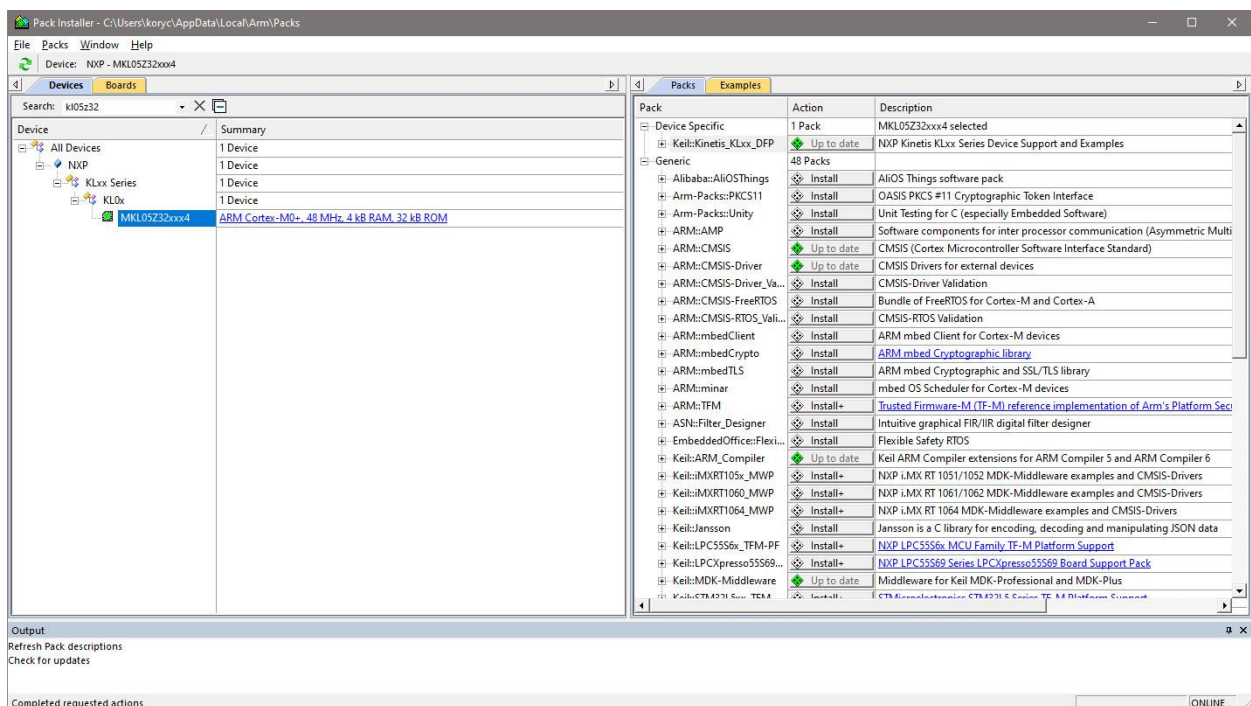 Pack Installer - C:\Users\koryc\AppData\Local\Arm\Packs
File Packs Window Help
Device: NXP - MKL05Z32xxx4
Devices Boards
Search: kl05z32
Device Summary
All Devices 1 Device
NXP 1 Device
KLxx Series 1 Device
KL0x 1 Device
MKL05Z32xxx4 ARM Cortex-M0+, 48 MHz, 4 kB RAM, 32 kB ROM
Packs Examples
Pack Action Description
Device Specific 1 Pack MKL05Z32xxx4 selected
Keil::Kinetis_KLxx_DFP Up to date NXP Kinetis KLxx Series Device Support and Examples
Generic 48 Packs
Alibaba::AliOSThings Install AliOS Things software pack
Arm-Packs::PKCS11 Install OASIS PKCS #11 Cryptographic Token Interface
Arm-Packs::Unity Install Unit Testing for C (especially Embedded Software)
ARM::AMP Install Software components for inter processor communication (Asymmetric Multi
ARM::CMSIS Up to date CMSIS (Cortex Microcontroller Software Interface Standard)
ARM::CMSIS-Driver Up to date CMSIS Drivers for external devices
ARM::CMSIS-Driver_Va... Install CMSIS-Driver Validation
ARM::CMSIS-FreeRTOS Install Bundle of FreeRTOS for Cortex-M and Cortex-A
ARM::CMSIS-RTOS_Vali... Install CMSIS-RTOS Validation
ARM::mbedClient Install ARM mbed Client for Cortex-M devices
ARM::mbedCrypto Install ARM mbed Cryptographic library
ARM::mbedTLS Install ARM mbed Cryptographic and SSL/TLS library
ARM::minar Install mbed OS Scheduler for Cortex-M devices
ARM::TFM Install+ Trusted Firmware-M (TF-M) reference implementation of Arm's Platform Secu
ASN::Filter_Designer Install Intuitive graphical FIR/IIR digital filter designer
EmbeddedOffice::Flexi... Install Flexible Safety RTOS
Keil::ARM_Compiler Up to date Keil ARM Compiler extensions for ARM Compiler 5 and ARM Compiler 6
Keil::iMXRT105x_MWP Install+ NXP i.MX RT 1051/1052 MDK-Middleware examples and CMSIS-Drivers
Keil::iMXRT1060_MWP Install+ NXP i.MX RT 1061/1062 MDK-Middleware examples and CMSIS-Drivers
Keil::iMXRT1064_MWP Install+ NXP i.MX RT 1064 MDK-Middleware examples and CMSIS-Drivers
Keil::Jansson Install Jansson is a C library for encoding, decoding and manipulating JSON data
Keil::LPC55S6x_TFM-PF Install+ NXP LPC55S6x MCU Family TF-M Platform Support
Keil::LPCXpresso55S69... Install+ NXP LPC55S69 Series LPCXpresso55S69 Board Support Pack
Keil::MDK-Middleware Up to date Middleware for Keil MDK-Professional and MDK-Plus
Keil::STM32L5xx_TFM Install+ STMicroelectronics STM32L5 Series TF-M Platform Support
Output
Refresh Pack descriptions
Check for updates
Completed requested actions ONLINE